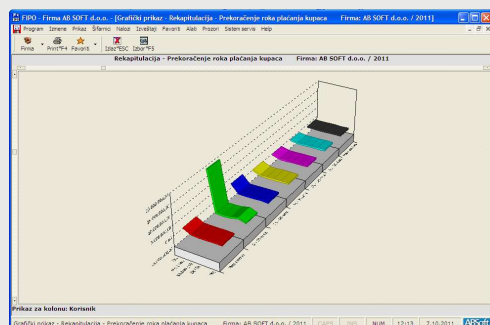 FIPO - Firma AB SOFT d.o.o. - [Grafički prikaz - Rekapitulacija - Prekoračenje roka plaćanja kupaca Firma: AB SOFT d.o.o. / 2011]
Program Izmene Prikaz Šifarnici Nalozi Izveštaji Favoriti Alati Prozori Sistem servis Help
Firma Print*F4 Favoriti Izlaz*ESC Izbor*F5
Rekapitulacija - Prekoračenje roka plaćanja kupaca Firma: AB SOFT d.o.o. / 2011
Prikaz za kolonu: Korisnik
Grafički prikaz - Rekapitulacija - Prekoračenje roka plaćanja kupaca Firma: AB SOFT d.o.o. / 2011 CAPS INS NUM 12:13 7.10.2011 ABSoft